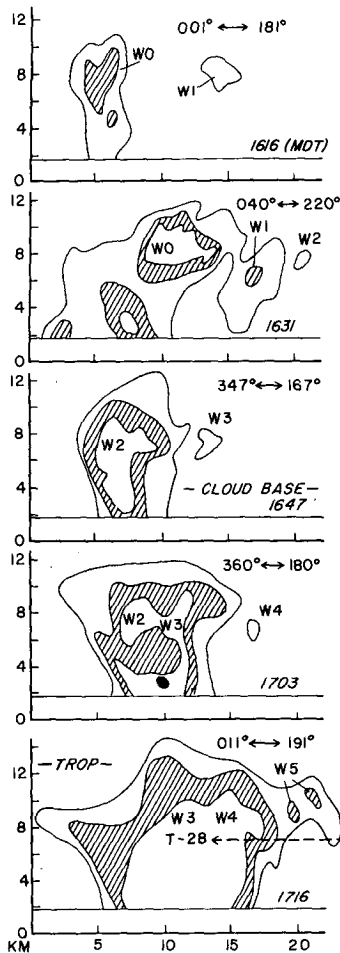 001° ↔ 181°
12
W0
8
W1
4
1616 (MDT)
0
040° ↔ 220°
12
W1
W2
W0
8
4
1631
0
347° ↔ 167°
12
W3
8
W2
4
— CLOUD BASE —
1647
0
360° ↔ 180°
12
W4
8
W2
W3
4
1703
0
011° ↔ 191°
— TROP —
W5
12
W3
W4
8
T-28
4
1716
0
KM
5
10
15
20